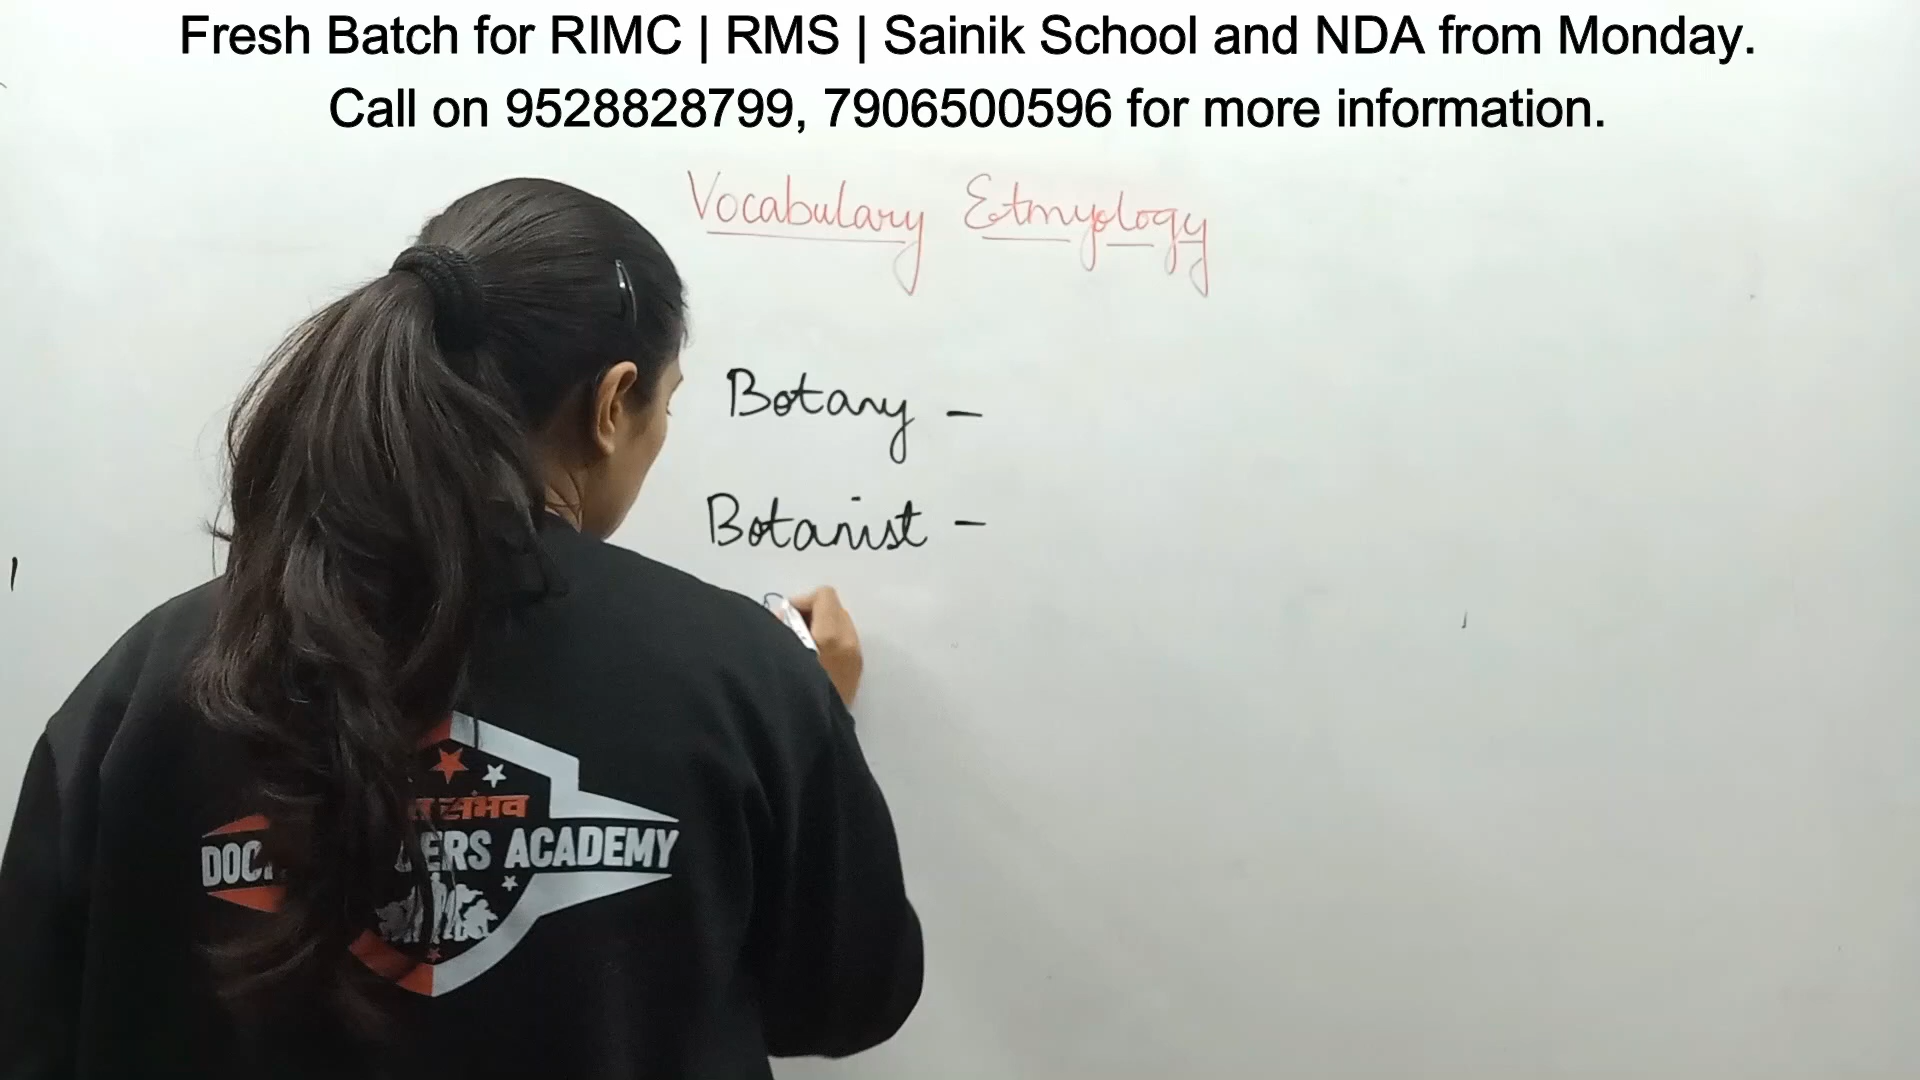 Fresh Batch for RIMC | RMS | Sainik School and NDA from Monday.
Call on 9528828799, 7906500596 for more information.
Vocabulary Etmyology
Botany -
Botanist -
संभव
ACADEMY